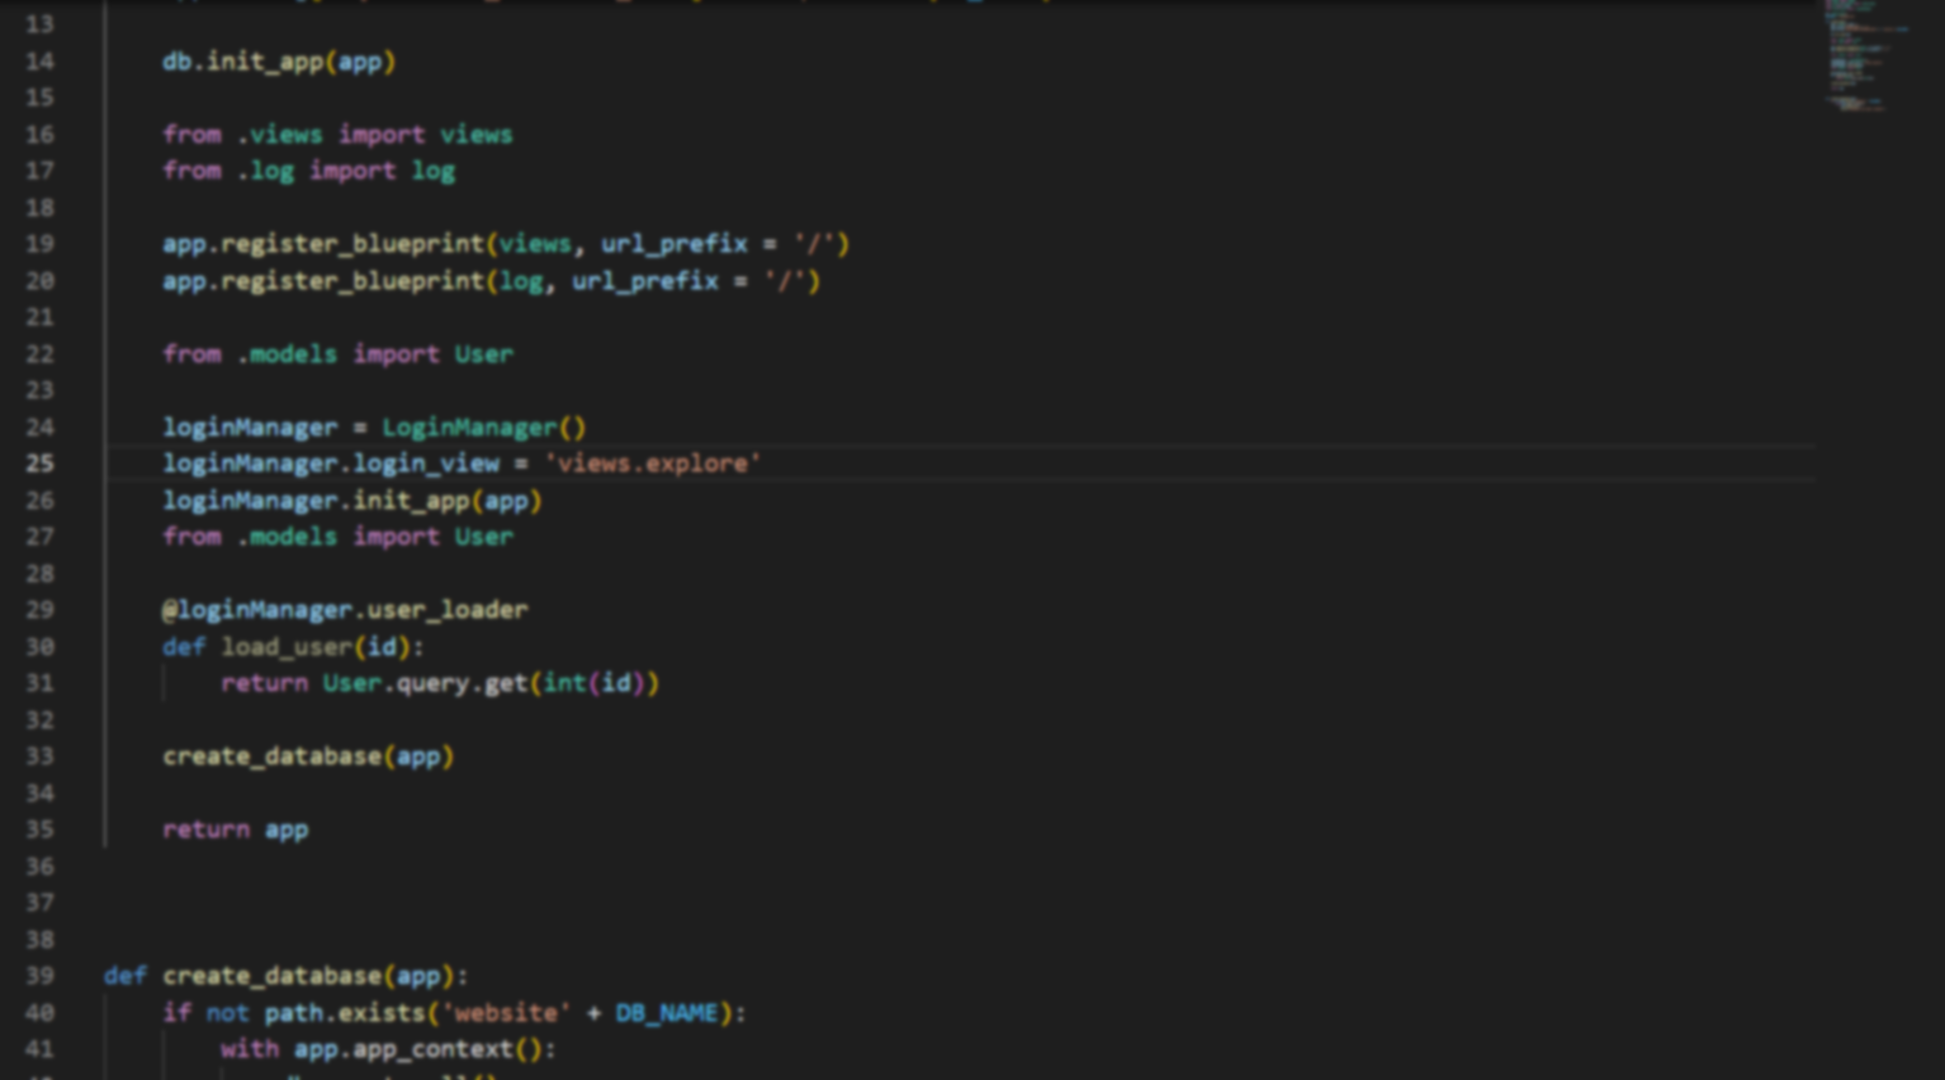 13
14 db.init_app(app)
15
16 from .views import views
17 from .log import log
18
19 app.register_blueprint(views, url_prefix = '/')
20 app.register_blueprint(log, url_prefix = '/')
21
22 from .models import User
23
24 loginManager = LoginManager()
25 loginManager.login_view = 'views.explore'
26 loginManager.init_app(app)
27 from .models import User
28
29 @loginManager.user_loader
30 def load_user(id):
31 return User.query.get(int(id))
32
33 create_database(app)
34
35 return app
36
37
38
39 def create_database(app):
40 if not path.exists('website' + DB_NAME):
41 with app.app_context():